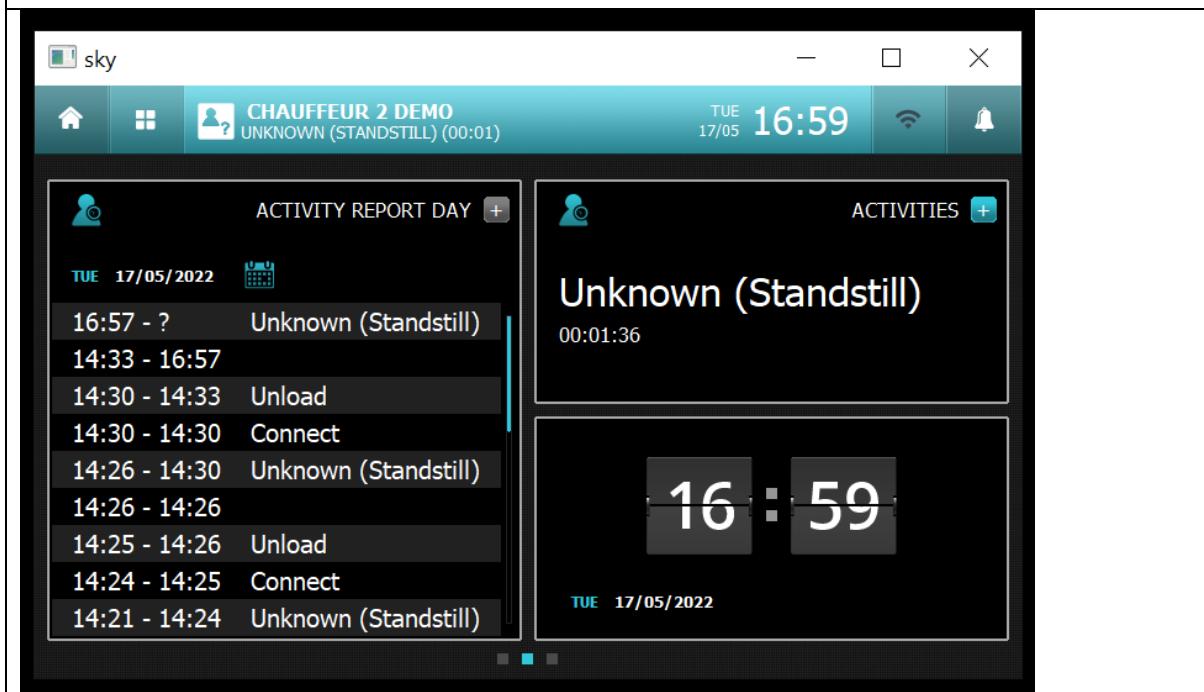 sky
CHAUFFEUR 2 DEMO
UNKNOWN (STANDSTILL) (00:01)
TUE
17/05
16:59
ACTIVITY REPORT DAY +
TUE 17/05/2022
16:57 - ? Unknown (Standstill)
14:33 - 16:57
14:30 - 14:33 Unload
14:30 - 14:30 Connect
14:26 - 14:30 Unknown (Standstill)
14:26 - 14:26
14:25 - 14:26 Unload
14:24 - 14:25 Connect
14:21 - 14:24 Unknown (Standstill)
ACTIVITIES +
Unknown (Standstill)
00:01:36
16:59
TUE 17/05/2022